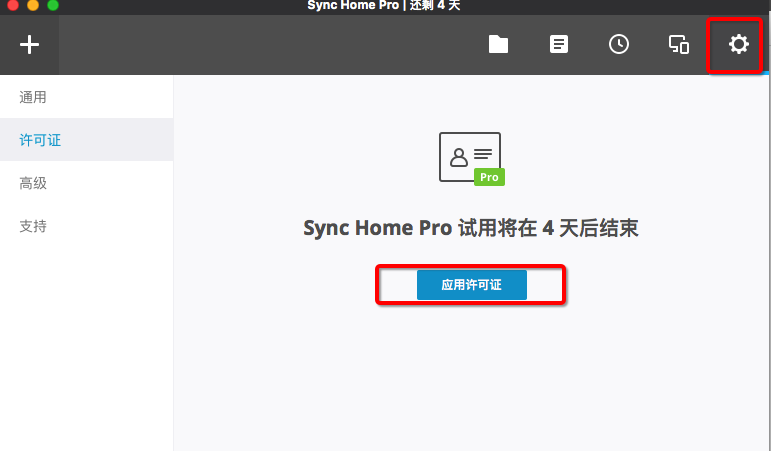 Sync Home Pro | 还剩 4 天
通用
许可证
高级
支持
Pro
Sync Home Pro 试用将在 4 天后结束
应用许可证